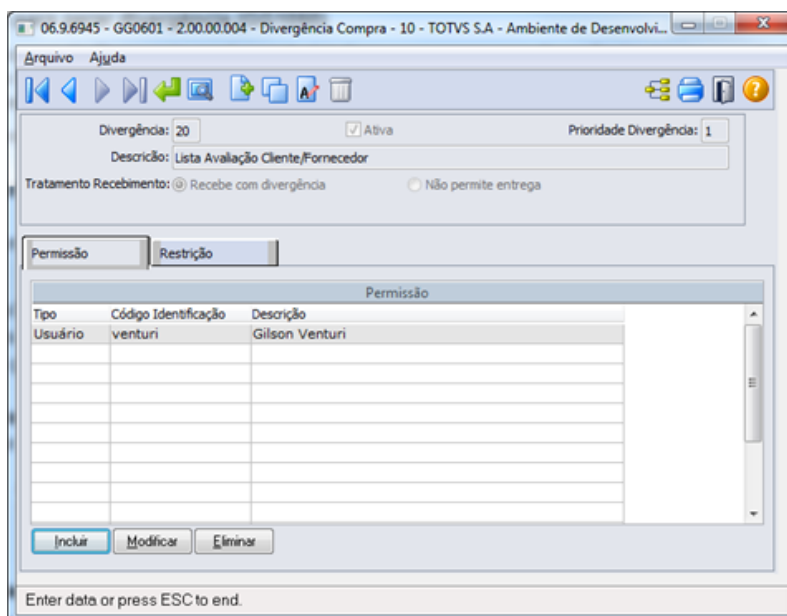 06.9.6945 - GG0601 - 2.00.00.004 - Divergência Compra - 10 - TOTVS S.A - Ambiente de Desenvolvi...
Arquivo Ajuda
Divergência: 20 Ativa Prioridade Divergência: 1
Descrição: Lista Avaliação Cliente/Fornecedor
Tratamento Recebimento: Recebe com divergência Não permite entrega
Permissão Restrição
Permissão
Tipo Código Identificação Descrição
Usuário venturi Gilson Venturi
Incluir Modificar Eliminar
Enter data or press ESC to end.